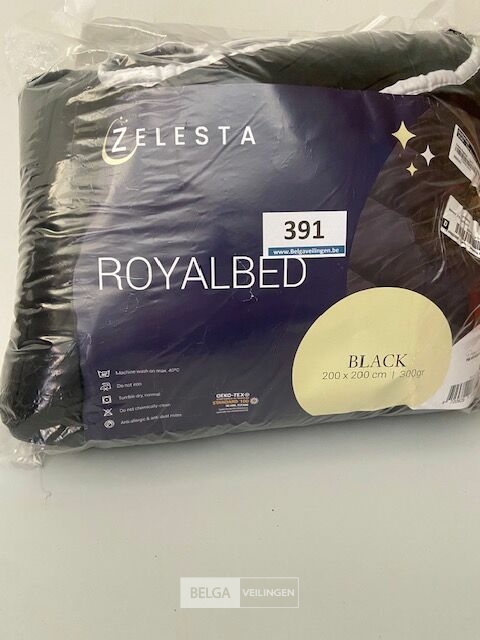 ZELESTA
391
www.Belgaveilingen.be
ROYALBED
BLACK
200 x 200 cm | 300gr
Machine wash on max. 40°C
Do not iron
Tumble dry, normal
Do not chemically clean
Anti allergic & anti dust mites
OEKO-TEX
STANDARD 100
BELGA VEILINGEN